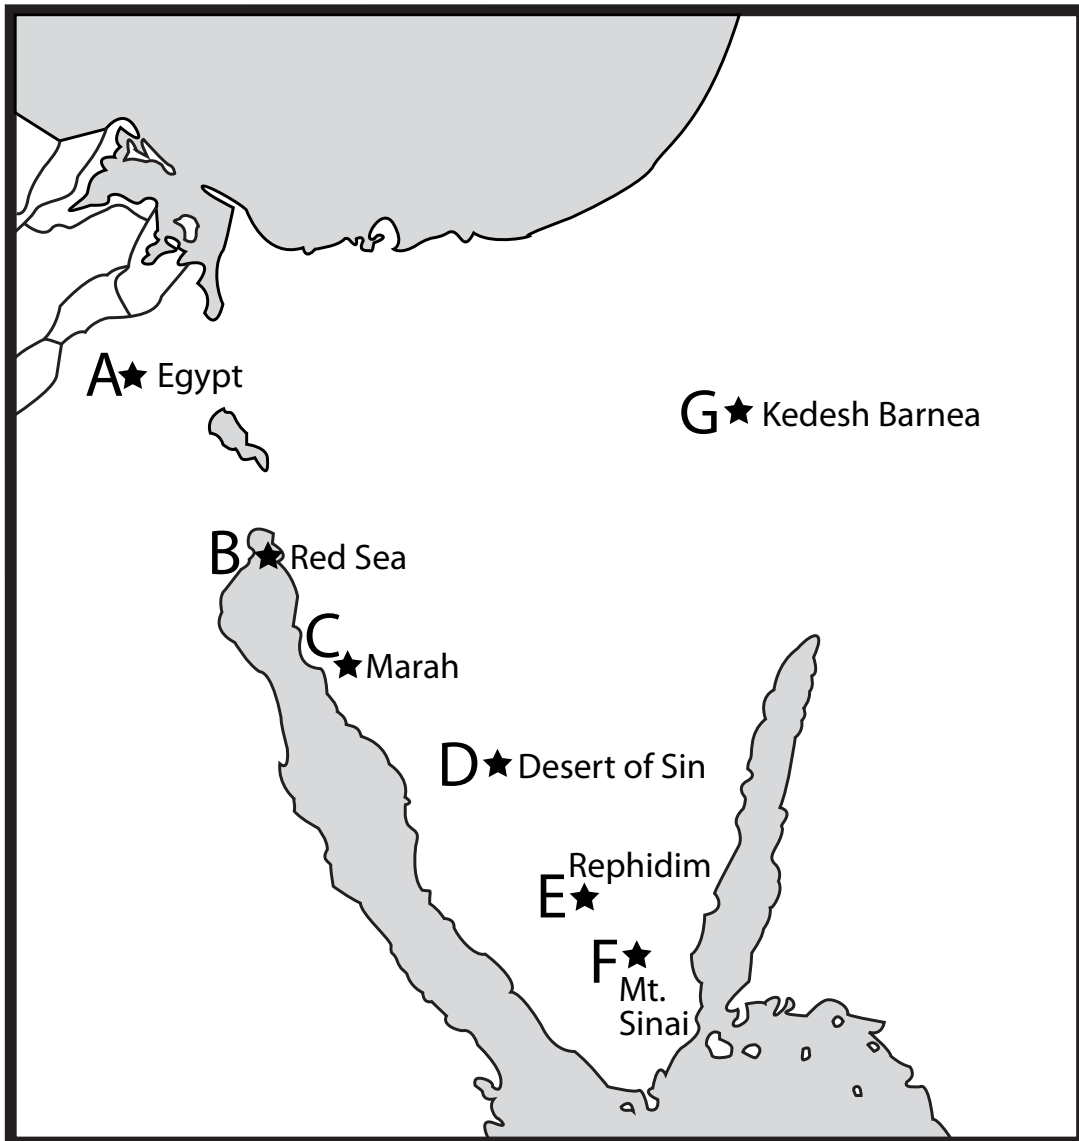 A Egypt
G Kedesh Barnea
B Red Sea
C
Marah
D Desert of Sin
Rephidim
E
F
Mt.
Sinai